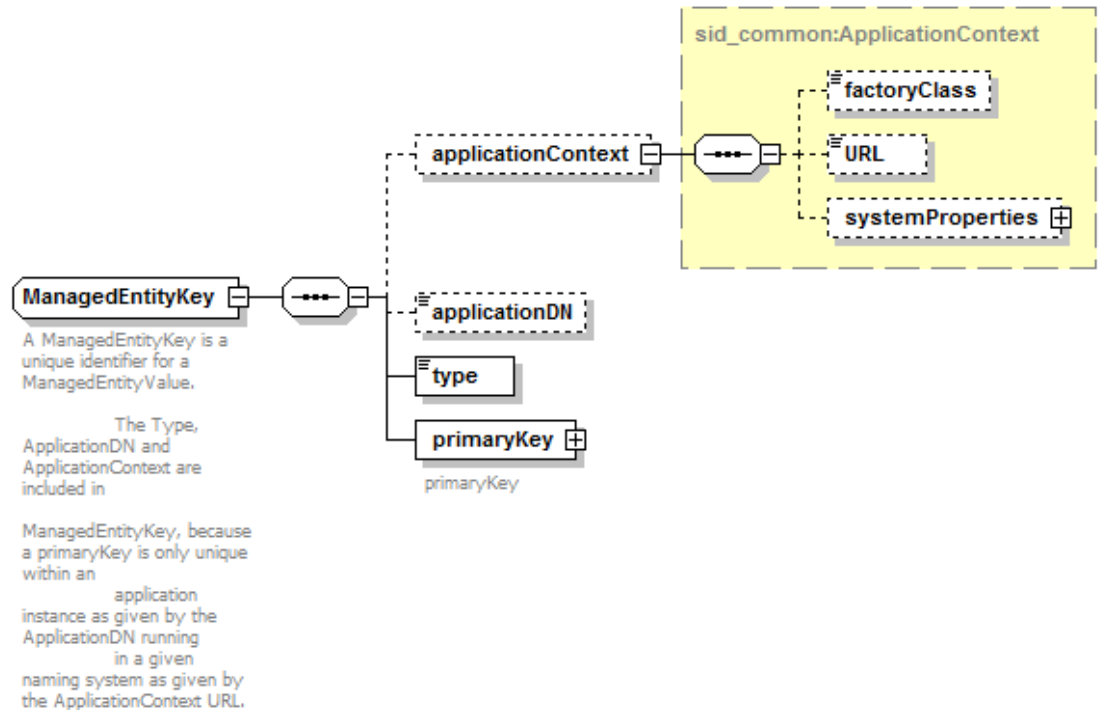 sid_common:ApplicationContext
factoryClass
applicationContext
URL
systemProperties
ManagedEntityKey
applicationDN
A ManagedEntityKey is a
unique identifier for a
ManagedEntityValue.
type
The Type,
ApplicationDN and
ApplicationContext are
included in
primaryKey
primaryKey
ManagedEntityKey, because
a primaryKey is only unique
within an
application
instance as given by the
ApplicationDN running
in a given
naming system as given by
the ApplicationContext URL.